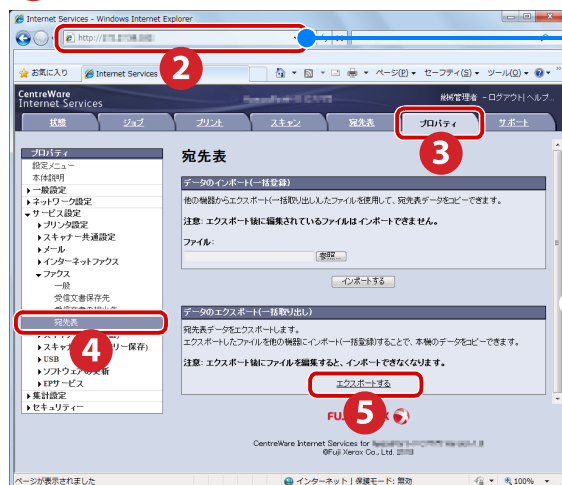 Internet Services - Windows Internet Explorer
http://
2
お気に入り
Internet Services
ページ(P)
セーフティ(S)
ツール(O)
CentreWare
Internet Services
機械管理者 - ログアウト|ヘルプ
状態
ジョブ
プリント
スキャン
宛先表
プロパティ
サポート
3
プロパティ
設定メニュー
本体説明
一般設定
ネットワーク設定
サービス設定
プリンタ設定
スキャナー共通設定
メール
インターネットファクス
ファクス
一般
受信文書保存先
宛先表
4
リー保存)
USB
ソフトウェアの更新
EPサービス
集計設定
セキュリティー
宛先表
データのインポート(一括登録)
他の機器からエクスポート(一括取り出し)したファイルを使用して、宛先表データをコピーできます。
注意: エクスポート後に編集されているファイルはインポートできません。
ファイル:
参照...
インポートする
データのエクスポート(一括取り出し)
宛先表データをエクスポートします。
エクスポートしたファイルを他の機器にインポート(一括登録)することで、本機のデータをコピーできます。
注意: エクスポート後にファイルを編集すると、インポートできなくなります。
エクスポートする
5
FU
X
CentreWare Internet Services for
©Fuji Xerox Co., Ltd.
ページが表示されました
インターネット | 保護モード: 無効
100%